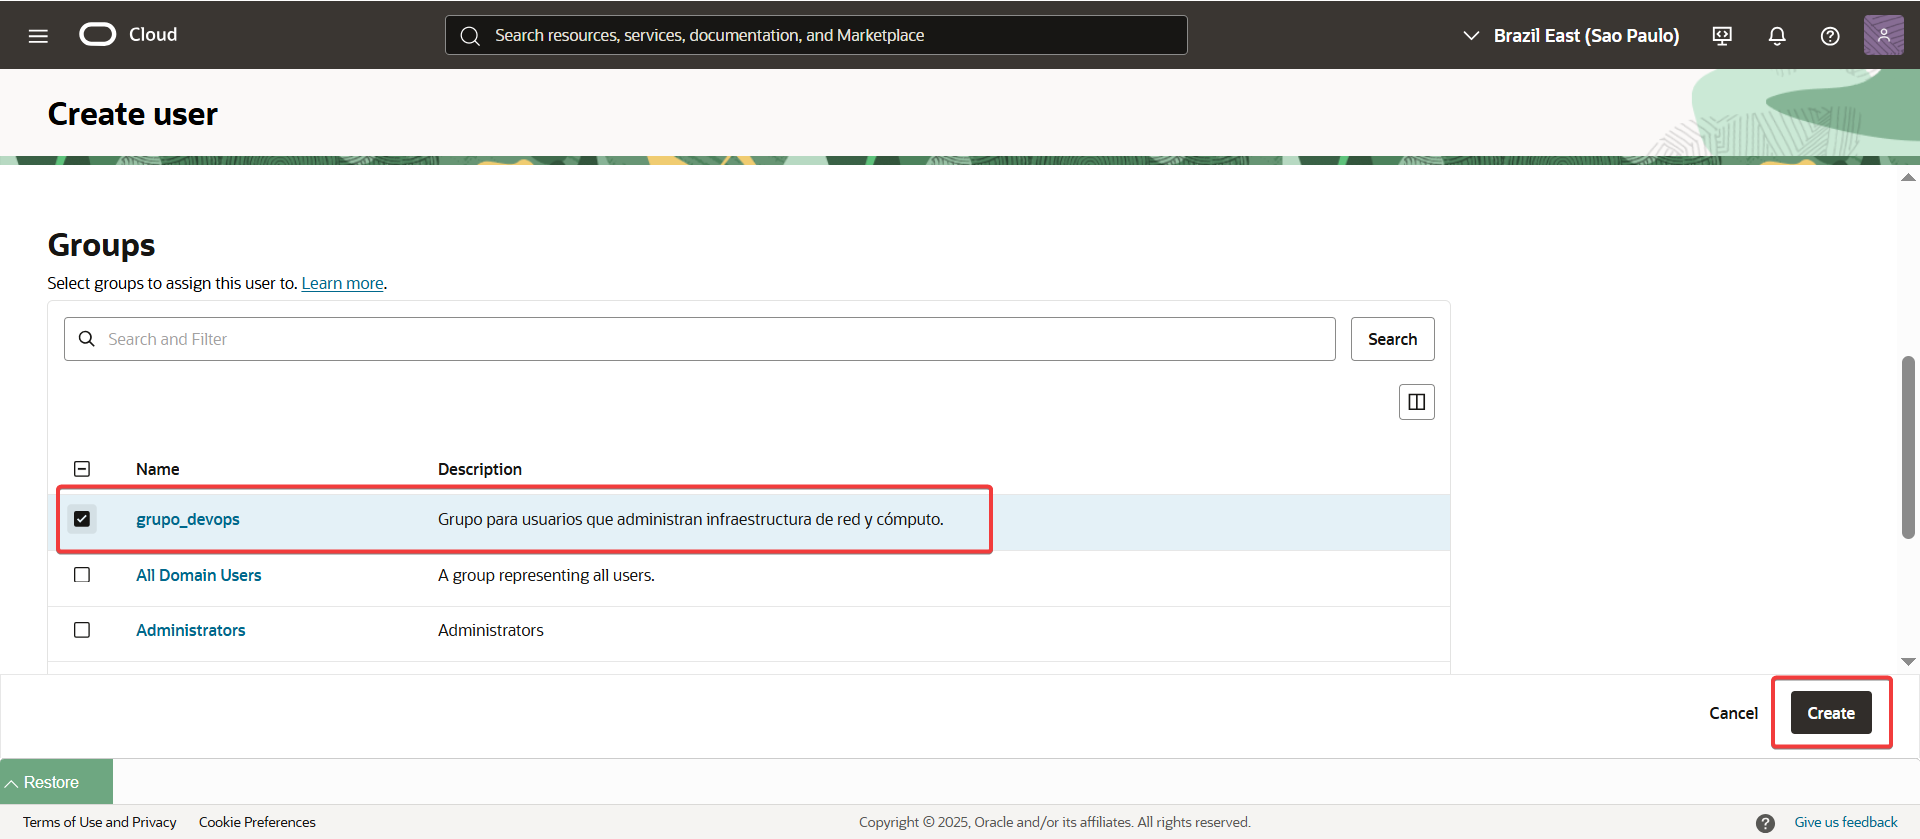 Cloud
Search resources, services, documentation, and Marketplace
Brazil East (Sao Paulo)
Create user
Groups
Select groups to assign this user to. Learn more.
Search and Filter
Search
Name Description
grupo_devops Grupo para usuarios que administran infraestructura de red y cómputo.
All Domain Users A group representing all users.
Administrators Administrators
Cancel Create
Restore
Terms of Use and Privacy Cookie Preferences Copyright © 2025, Oracle and/or its affiliates. All rights reserved. Give us feedback